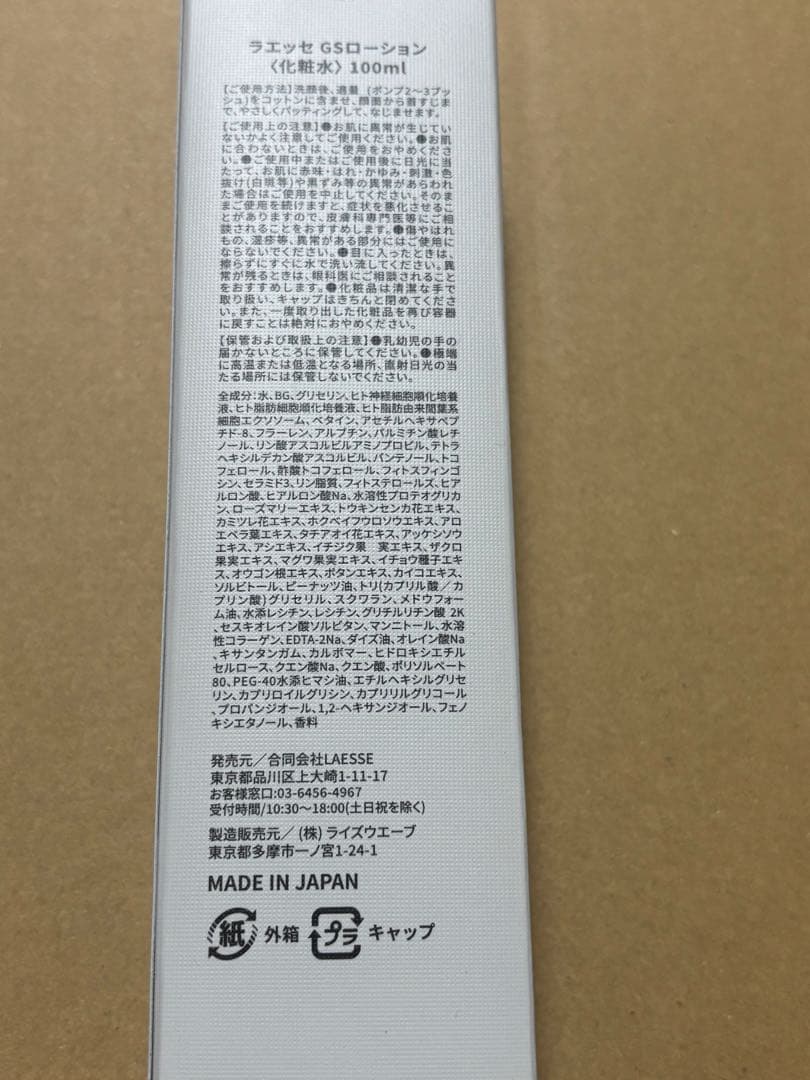 ラエッセ GSローション
〈化粧水〉100ml
【ご使用方法】洗顔後、適量（ポンプ2〜3プッ
シュ)をコットンに含ませ、顔面から首すじま
で、やさしくパッティングして、なじませます。
【ご使用上の注意】●お肌に異常が生じてい
ないかよく注意してご使用ください。●お肌
に合わないときは、ご使用をおやめくださ
い。●ご使用中またはご使用後に日光に当
たって、お肌に赤味・はれ・かゆみ・刺激・色
抜け(白斑等)や黒ずみ等の異常があらわれ
た場合はご使用を中止してください。そのま
まご使用を続けますと、症状を悪化させるこ
とがありますので、皮膚科専門医等にご相
談されることをおすすめします。●傷やはれ
もの、湿疹等、異常がある部分にはご使用に
ならないでください。●目に入ったときは、
擦らずにすぐに水で洗い流してください。異
常が残るときは、眼科医にご相談されること
をおすすめします。●化粧品は清潔な手で
取り扱い、キャップはきちんと閉めてくださ
い。また、一度取り出した化粧品を再び容器
に戻すことは絶対におやめください。
【保管および取扱上の注意】●乳幼児の手の
届かないところに保管してください。●極端
に高温または低温となる場所、直射日光の当
たる場所には保管しないでください。
全成分:水、BG、グリセリン、ヒト神経細胞順化培養
液、ヒト脂肪細胞順化培養液、ヒト脂肪由来間葉系
細胞エクソソーム、ベタイン、アセチルヘキサペプ
チド-8、フラーレン、アルブチン、パルミチン酸レチ
ノール、リン酸アスコルビルアミノプロピル、テトラ
ヘキシルデカン酸アスコルビル、パンテノール、トコ
フェロール、酢酸トコフェロール、フィトスフィンゴ
シン、セラミド3、リン脂質、フィトステロールズ、ヒア
ルロン酸、ヒアルロン酸Na、水溶性プロテオグリカ
ン、ローズマリーエキス、トウキンセンカ花エキス、
カミツレ花エキス、ホクベイフウロソウエキス、アロ
エベラ葉エキス、タチアオイ花エキス、アッケシソウ
エキス、アシエキス、イチジク果　実エキス、ザクロ
果実エキス、マグワ果実エキス、イチョウ種子エキ
ス、オウゴン根エキス、ボタンエキス、カイコエキス、
ソルビトール、ピーナッツ油、トリ(カプリル酸／カ
プリン酸)グリセリル、スクワラン、メドウフォー
ム油、水添レシチン、レシチン、グリチルリチン酸 2K
、セスキオレイン酸ソルビタン、マンニトール、水溶
性コラーゲン、EDTA-2Na、ダイズ油、オレイン酸Na
、キサンタンガム、カルボマー、ヒドロキシエチル
セルロース、クエン酸Na、クエン酸、ポリソルベート
80、PEG-40水添ヒマシ油、エチルヘキシルグリセ
リン、カプリロイルグリシン、カプリリルグリコール
、プロパンジオール、1,2-ヘキサンジオール、フェノ
キシエタノール、香料
発売元／合同会社LAESSE
東京都品川区上大崎1-11-17
お客様窓口:03-6456-4967
受付時間/10:30〜18:00(土日祝を除く)
製造販売元／（株）ライズウエーブ
東京都多摩市一ノ宮1-24-1
MADE IN JAPAN
紙 外箱 プラ キャップ